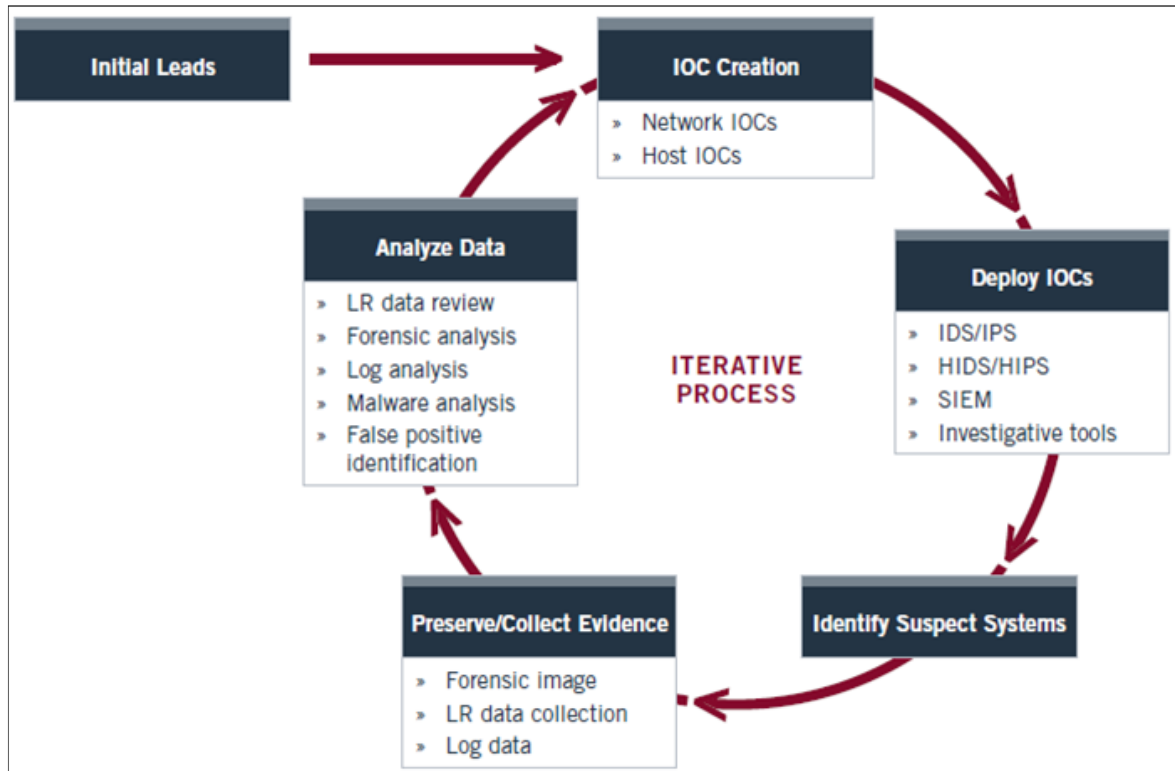 Initial Leads
IOC Creation
» Network IOCs
» Host IOCs
Deploy IOCs
» IDS/IPS
» HIDS/HIPS
» SIEM
» Investigative tools
Identify Suspect Systems
Preserve/Collect Evidence
» Forensic image
» LR data collection
» Log data
Analyze Data
» LR data review
» Forensic analysis
» Log analysis
» Malware analysis
» False positive
identification
ITERATIVE
PROCESS